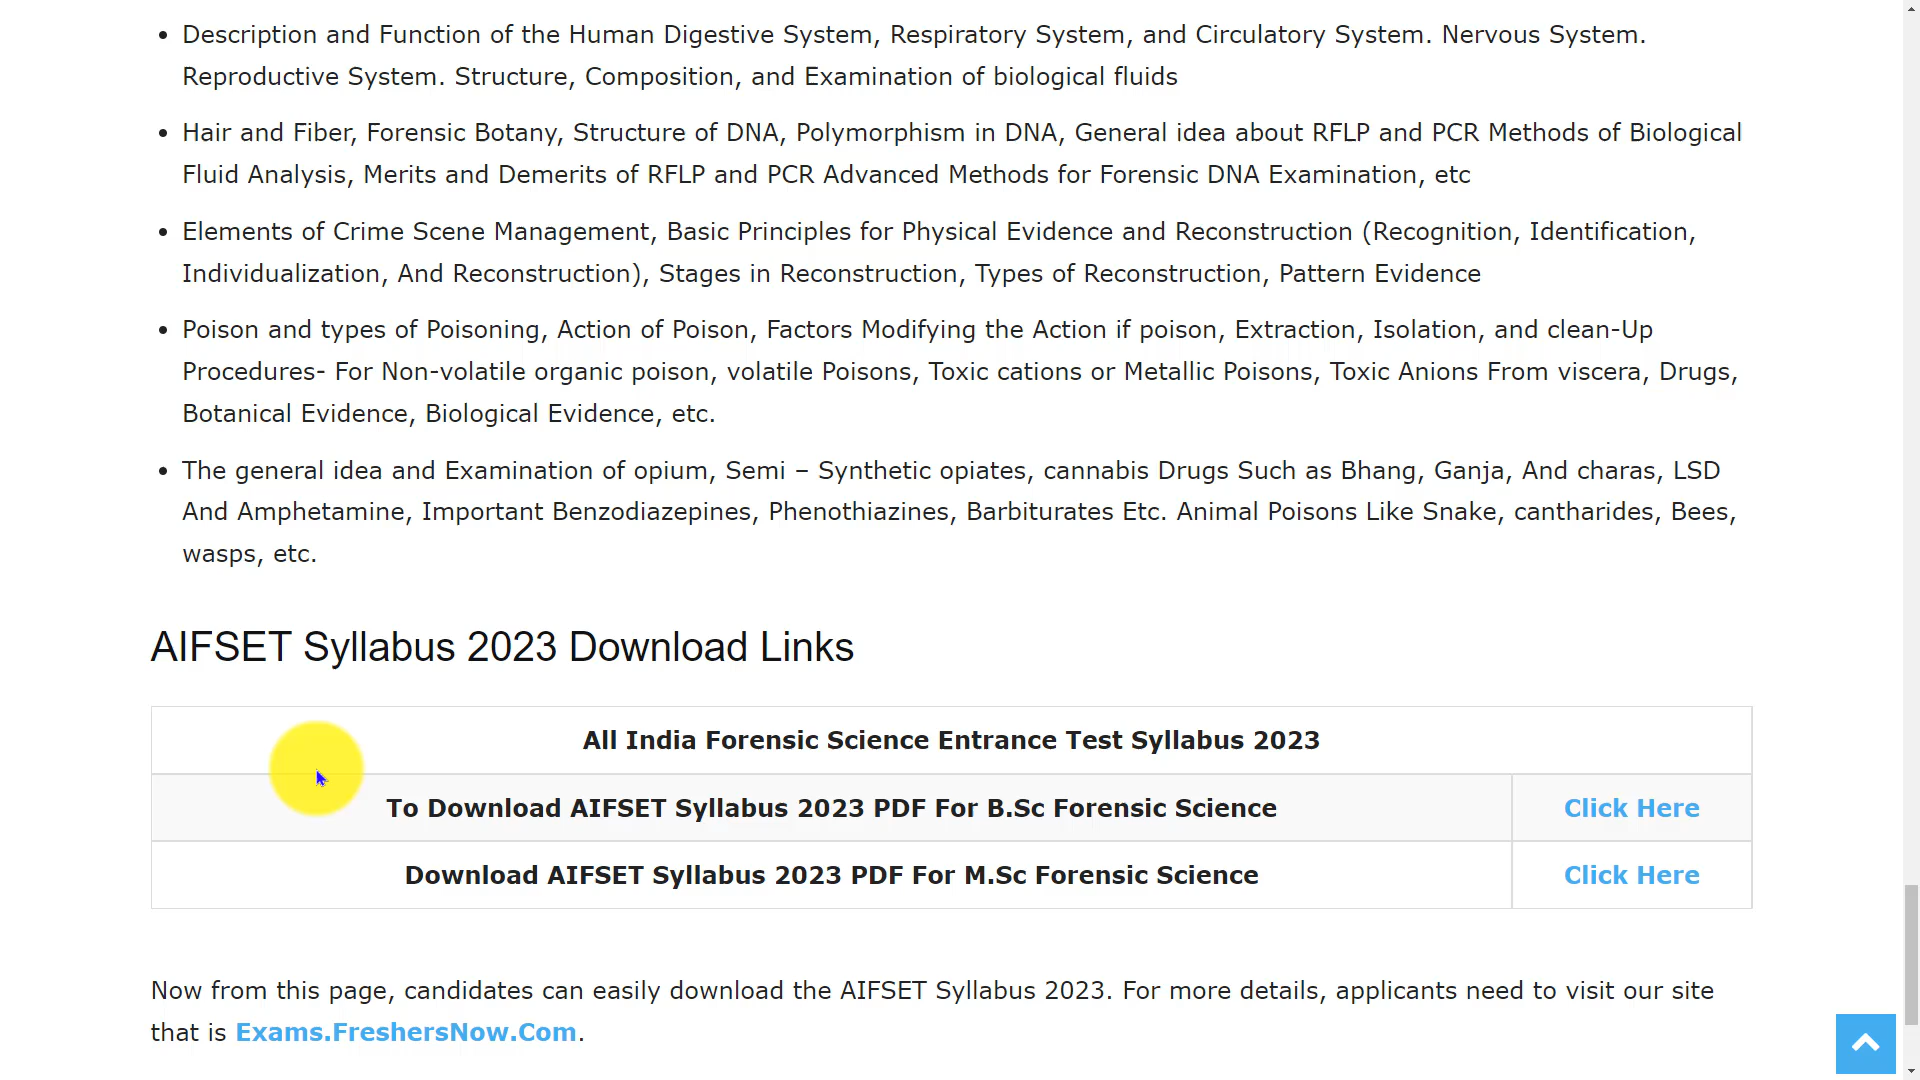 Description and Function of the Human Digestive System, Respiratory System, and Circulatory System. Nervous System.
Reproductive System. Structure, Composition, and Examination of biological fluids
Hair and Fiber, Forensic Botany, Structure of DNA, Polymorphism in DNA, General idea about RFLP and PCR Methods of Biological
Fluid Analysis, Merits and Demerits of RFLP and PCR Advanced Methods for Forensic DNA Examination, etc
Elements of Crime Scene Management, Basic Principles for Physical Evidence and Reconstruction (Recognition, Identification,
Individualization, And Reconstruction), Stages in Reconstruction, Types of Reconstruction, Pattern Evidence
Poison and types of Poisoning, Action of Poison, Factors Modifying the Action if poison, Extraction, Isolation, and clean-Up
Procedures- For Non-volatile organic poison, volatile Poisons, Toxic cations or Metallic Poisons, Toxic Anions From viscera, Drugs,
Botanical Evidence, Biological Evidence, etc.
The general idea and Examination of opium, Semi – Synthetic opiates, cannabis Drugs Such as Bhang, Ganja, And charas, LSD
And Amphetamine, Important Benzodiazepines, Phenothiazines, Barbiturates Etc. Animal Poisons Like Snake, cantharides, Bees,
wasps, etc.
AIFSET Syllabus 2023 Download Links
All India Forensic Science Entrance Test Syllabus 2023
To Download AIFSET Syllabus 2023 PDF For B.Sc Forensic Science Click Here
Download AIFSET Syllabus 2023 PDF For M.Sc Forensic Science Click Here
Now from this page, candidates can easily download the AIFSET Syllabus 2023. For more details, applicants need to visit our site
that is Exams.FreshersNow.Com.